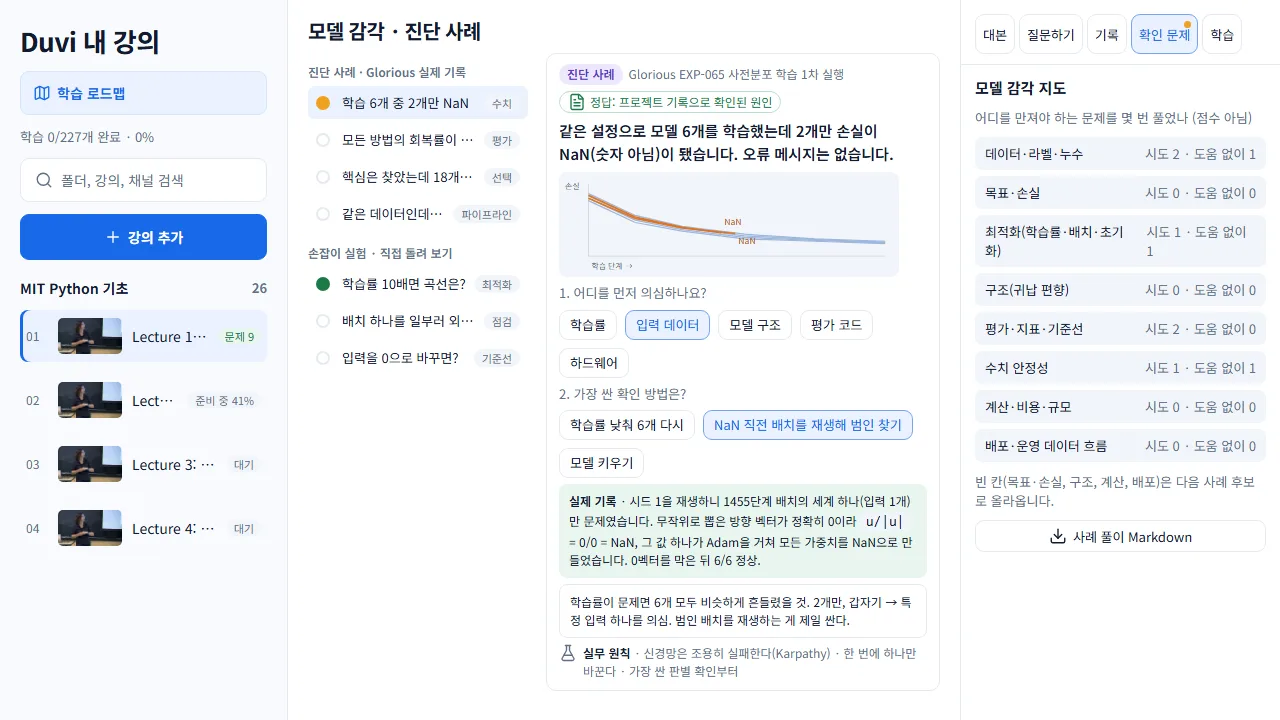 Duvi 내 강의
학습 로드맵
학습 0/227개 완료 · 0%
폴더, 강의, 채널 검색
강의 추가
MIT Python 기초 26
01 Lecture 1… 문제 9
02 Lect… 준비 중 41%
03 Lecture 3: … 대기
04 Lecture 4: … 대기
모델 감각 · 진단 사례
진단 사례 · Glorious 실제 기록
학습 6개 중 2개만 NaN 수치
모든 방법의 회복률이 … 평가
핵심은 찾았는데 18개… 선택
같은 데이터인데… 파이프라인
손잡이 실험 · 직접 돌려 보기
학습률 10배면 곡선은? 최적화
배치 하나를 일부러 외… 점검
입력을 0으로 바꾸면? 기준선
진단 사례 Glorious EXP-065 사전분포 학습 1차 실행
정답: 프로젝트 기록으로 확인된 원인
같은 설정으로 모델 6개를 학습했는데 2개만 손실이
NaN(숫자 아님)이 됐습니다. 오류 메시지는 없습니다.
손실
NaN
NaN
학습 단계 →
1. 어디를 먼저 의심하나요?
학습률 입력 데이터 모델 구조 평가 코드
하드웨어
2. 가장 싼 확인 방법은?
학습률 낮춰 6개 다시 NaN 직전 배치를 재생해 범인 찾기
모델 키우기
실제 기록 · 시드 1을 재생하니 1455단계 배치의 세계 하나(입력 1개)
만 문제였습니다. 무작위로 뽑은 방향 벡터가 정확히 0이라 u/|u|
= 0/0 = NaN, 그 값 하나가 Adam을 거쳐 모든 가중치를 NaN으로 만
들었습니다. 0벡터를 막은 뒤 6/6 정상.
학습률이 문제면 6개 모두 비슷하게 흔들렸을 것. 2개만, 갑자기 → 특
정 입력 하나를 의심. 범인 배치를 재생하는 게 제일 싼다.
실무 원칙 · 신경망은 조용히 실패한다(Karpathy) · 한 번에 하나만
바꾼다 · 가장 싼 판별 확인부터
대본 질문하기 기록 확인 문제 학습
모델 감각 지도
어디를 만져야 하는 문제를 몇 번 풀었나 (점수 아님)
데이터·라벨·누수 시도 2 · 도움 없이 1
목표·손실 시도 0 · 도움 없이 0
최적화(학습률·배치·초기 시도 1 · 도움 없이
화) 1
구조(귀납 편향) 시도 0 · 도움 없이 0
평가·지표·기준선 시도 2 · 도움 없이 0
수치 안정성 시도 1 · 도움 없이 1
계산·비용·규모 시도 0 · 도움 없이 0
배포·운영 데이터 흐름 시도 0 · 도움 없이 0
빈 칸(목표·손실, 구조, 계산, 배포)은 다음 사례 후보
로 올라옵니다.
사례 풀이 Markdown